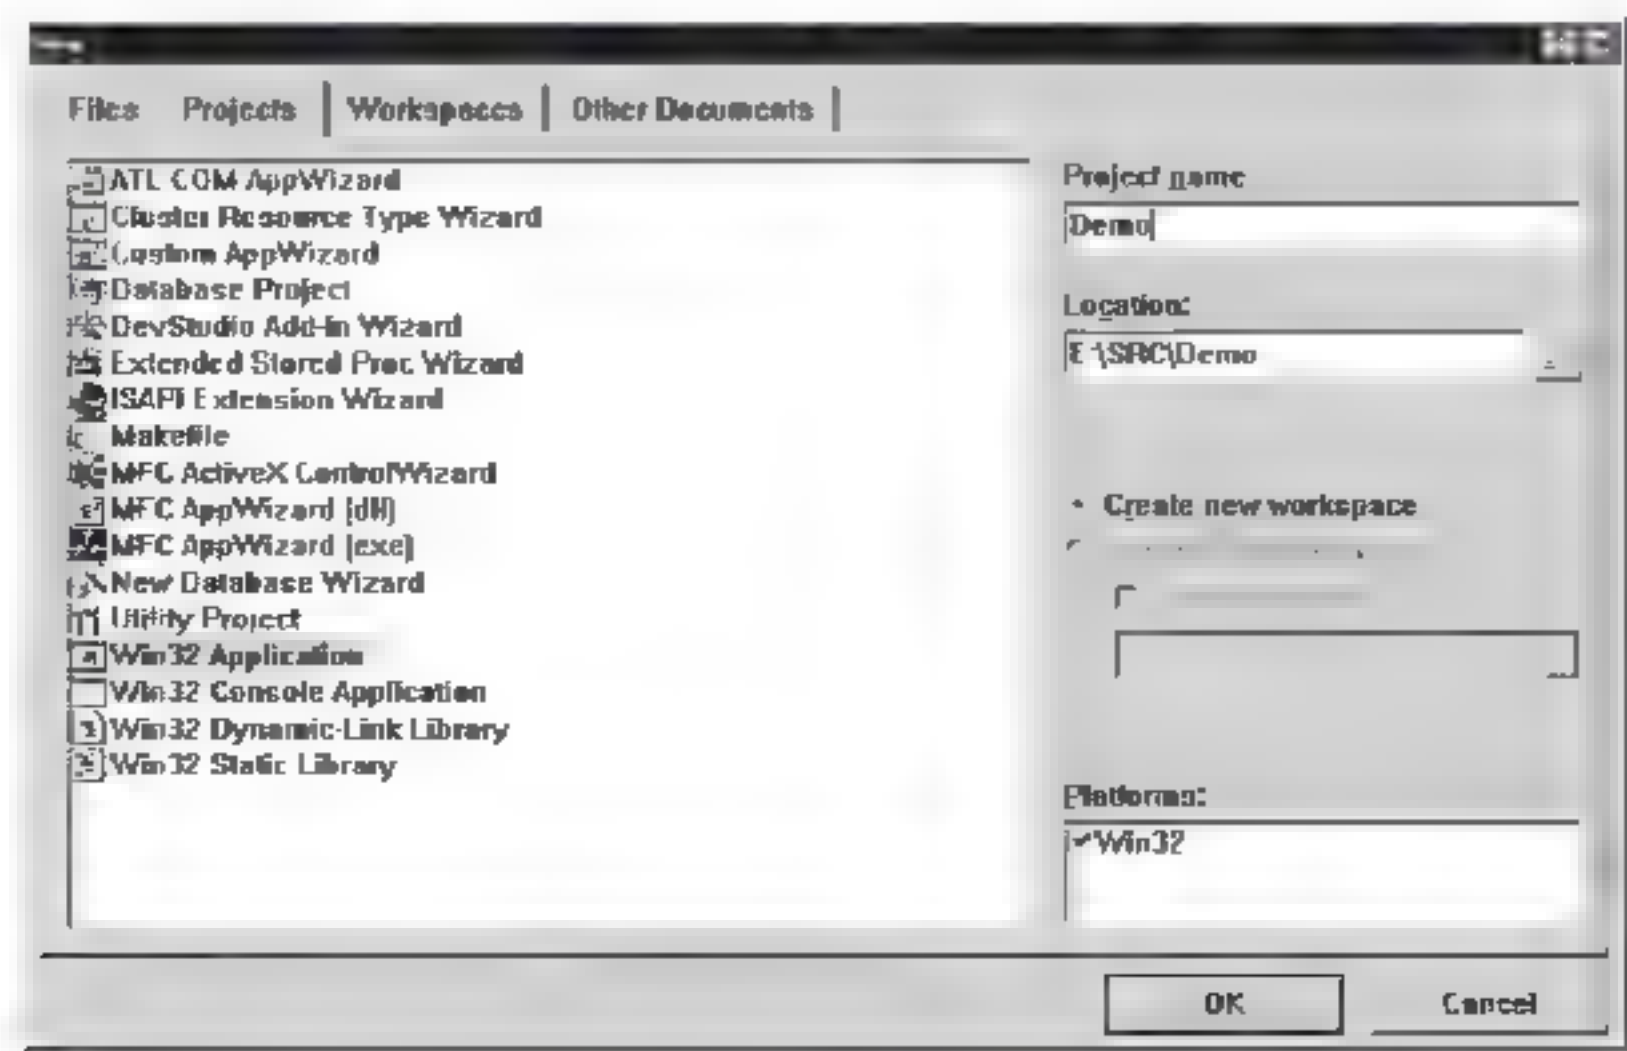 Files Projects Workspaces Other Documents
ATL COM AppWizard
Cluster Resource Type Wizard
Custom AppWizard
Database Project
DevStudio Add-in Wizard
Extended Stored Proc Wizard
ISAPI Extension Wizard
Makefile
MFC ActiveX ControlWizard
MFC AppWizard (dll)
MFC AppWizard (exe)
New Database Wizard
Utility Project
Win32 Application
Win32 Console Application
Win32 Dynamic-Link Library
Win32 Static Library
Project name
Demo
Location:
E:\SRC\Demo
...
Create new workspace
Platforms:
Win32
OK Cancel